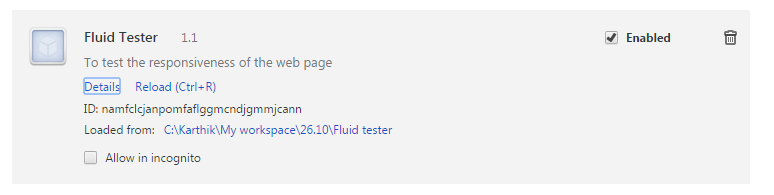 Fluid Tester 1.1 Enabled
To test the responsiveness of the web page
Details Reload (Ctrl+R)
ID: namfclcjanpomfaflggmcndjgmmjcann
Loaded from: C:\Karthik\My workspace\26.10\Fluid tester
Allow in incognito